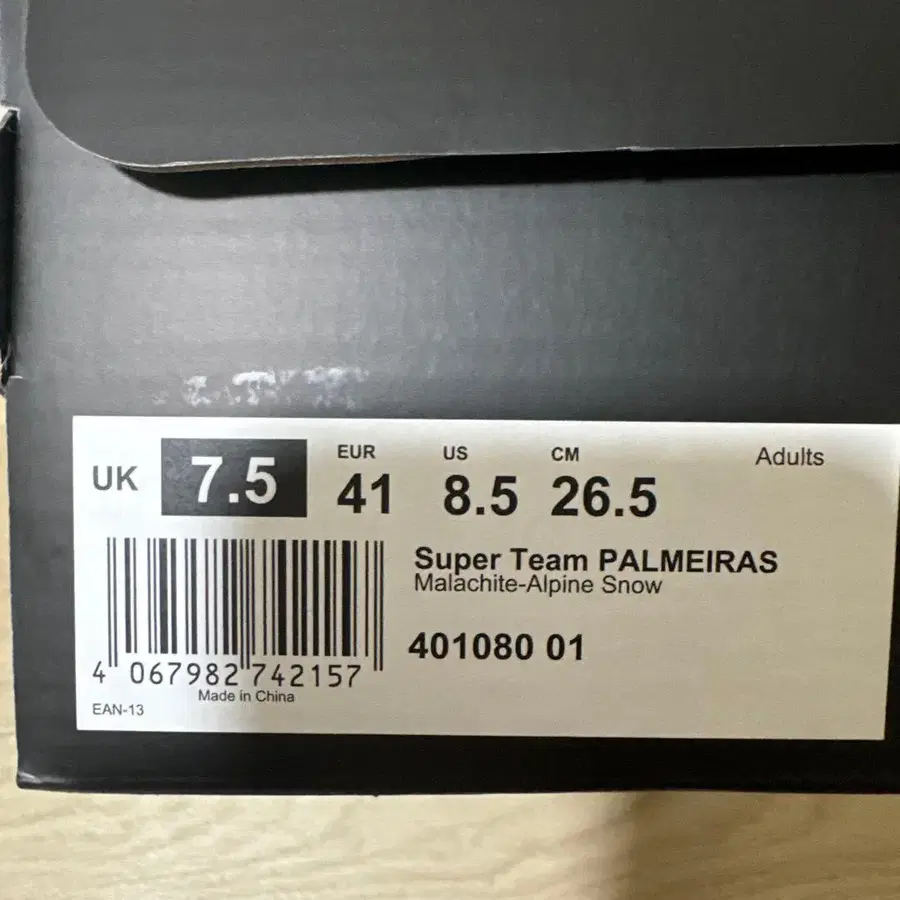 UK 7.5 EUR 41 US 8.5 CM 26.5 Adults
Super Team PALMEIRAS
Malachite-Alpine Snow
401080 01
4 067982 742157
Made in China
EAN-13